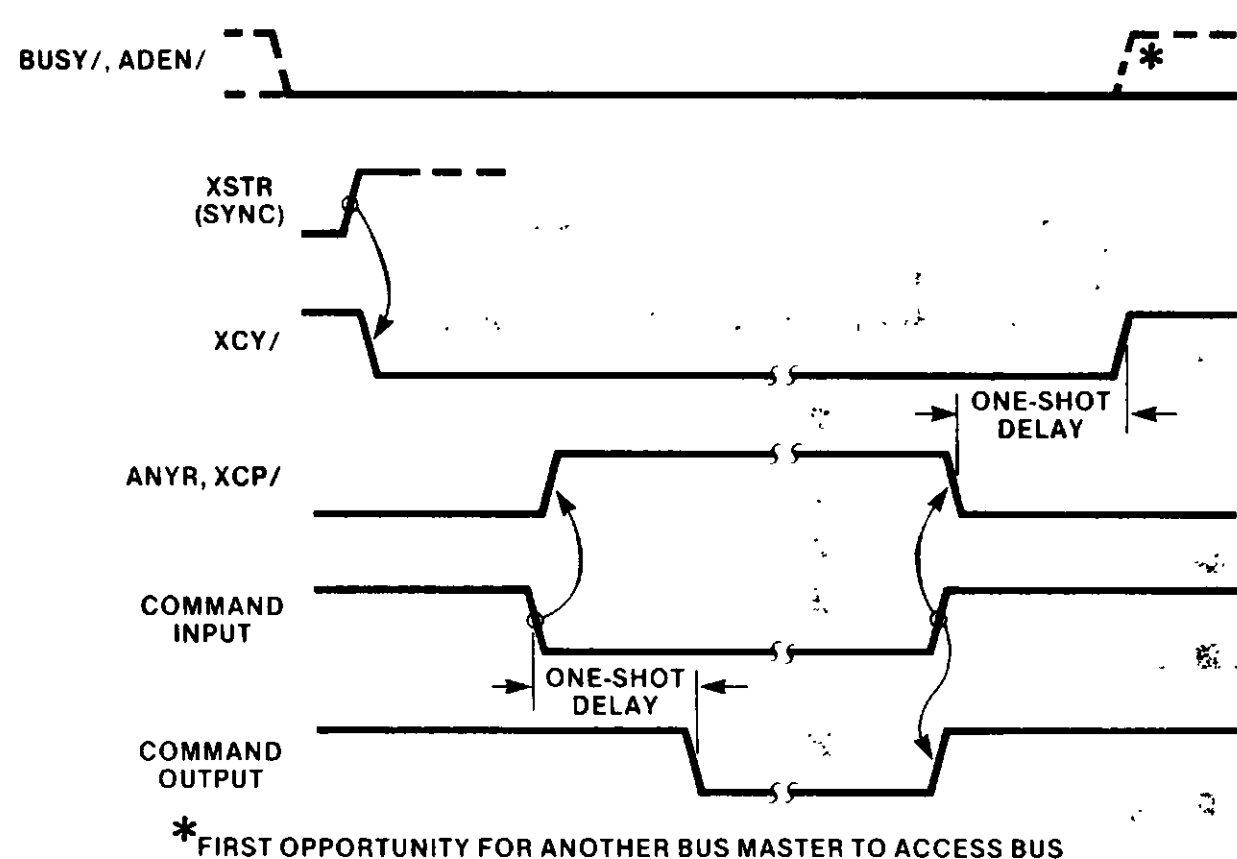 BUSY/, ADEN/
*
XSTR
(SYNC)
XCY/
ONE-SHOT
DELAY
ANYR, XCP/
COMMAND
INPUT
ONE-SHOT
DELAY
COMMAND
OUTPUT
*FIRST OPPORTUNITY FOR ANOTHER BUS MASTER TO ACCESS BUS